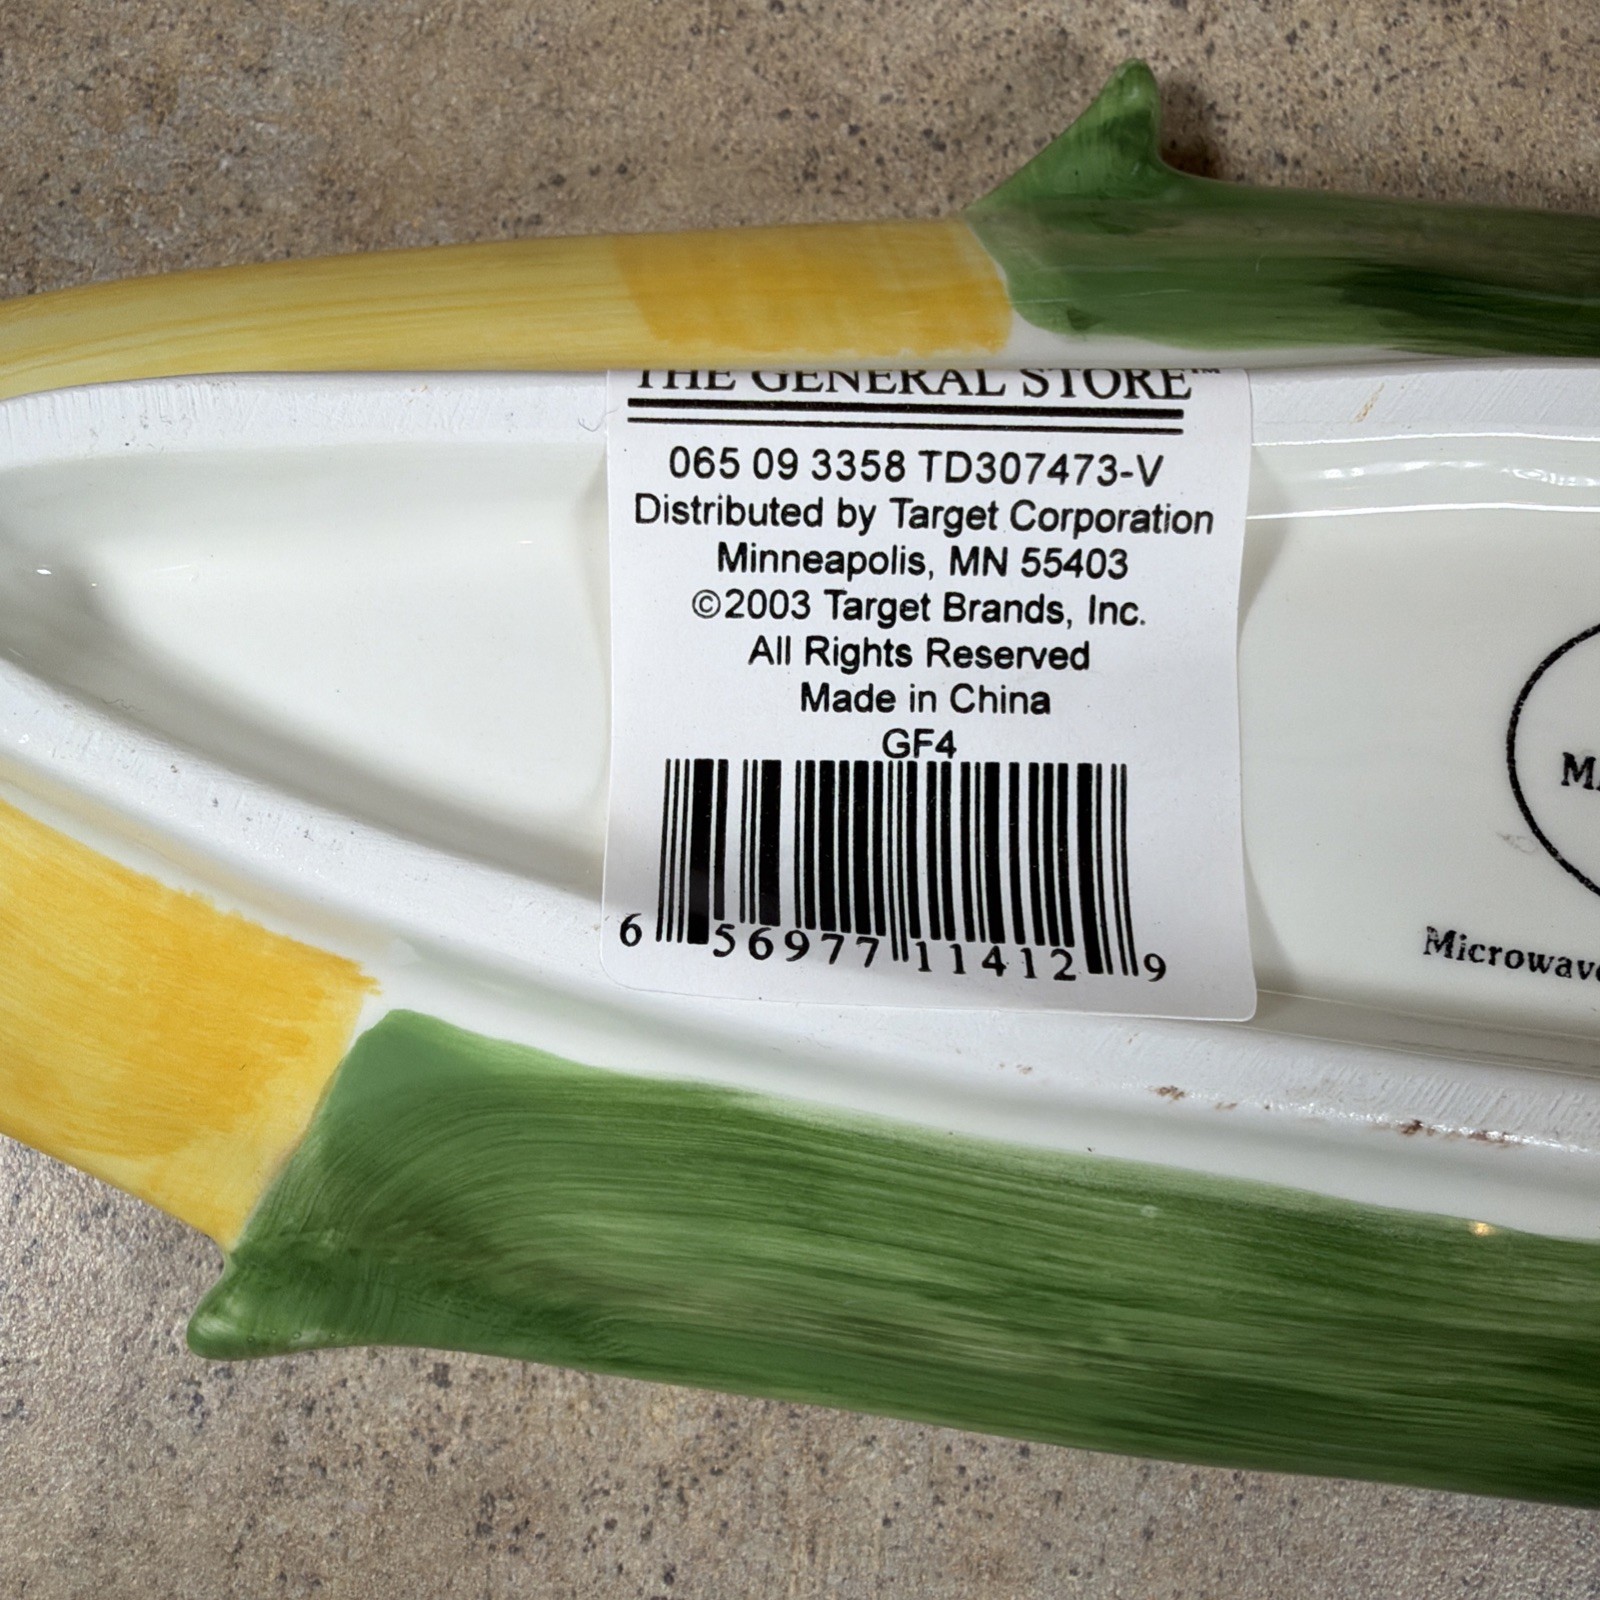 THE GENERAL STORE™
065 09 3358 TD307473-V
Distributed by Target Corporation
Minneapolis, MN 55403
©2003 Target Brands, Inc.
All Rights Reserved
Made in China
GF4
6 56977 11412 9